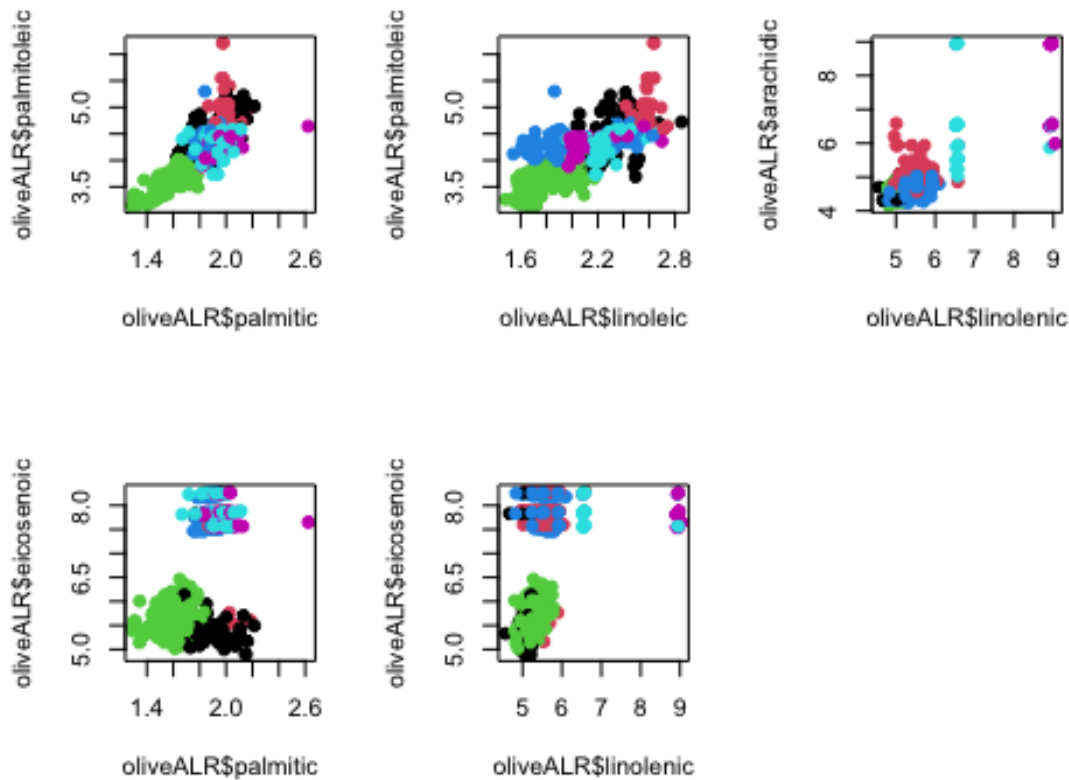 oliveALR$palmitoleic
5.0
3.5
1.4 2.0 2.6
oliveALR$palmitic
oliveALR$palmitoleic
5.0
3.5
1.6 2.2 2.8
oliveALR$linoleic
oliveALR$arachidic
8
6
4
5 6 7 8 9
oliveALR$linolenic
oliveALR$eicosenoic
8.0
6.5
5.0
1.4 2.0 2.6
oliveALR$palmitic
oliveALR$eicosenoic
8.0
6.5
5.0
5 6 7 8 9
oliveALR$linolenic